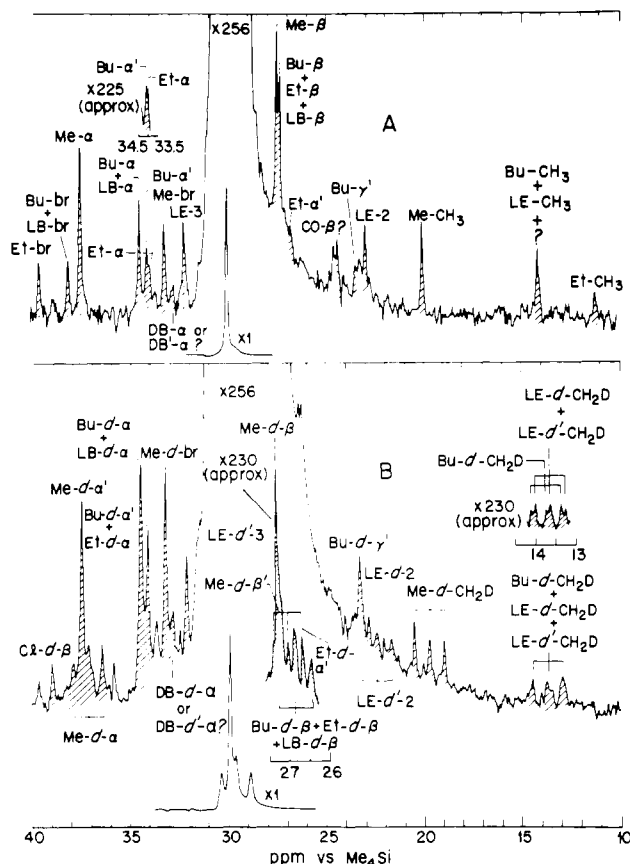 x256
Me-β
Bu-α'
Et-α
x225
(approx)
Bu-β
+
Et-β
+
LB-β
A
34.5 33.5
Me-α
Bu-α
+
LB-α
Bu-α'
Me-br
LE-3
Bu-br
+
LB-br
Et-br
Et-α
Et-α'
CO-β?
Bu-γ'
LE-2
Me-CH₃
Bu-CH₃
+
LE-CH₃
+
?
Et-CH₃
DB-α or
DB'-α ?
x1
x256
Bu-d-α
+
LB-d-α
Me-d-br
Me-d-β
B
LE-d-CH₂D
+
LE-d'-CH₂D
Bu-d-CH₂D
x230
(approx)
x230
(approx)
14 13
Me-d-α'
Bu-d-α'
+
Et-d-α
LE-d'-3
Me-d-β'
Bu-d-γ'
LE-d-2
Me-d-CH₂D
Bu-d-CH₂D
+
LE-d-CH₂D
+
LE-d'-CH₂D
Cℓ-d-β
Et-d-
α'
DB-d-α
or
DB-d'-α?
LE-d'-2
Me-d-α
Bu-d-β+Et-d-β
+LB-d-β
27 26
x1
40 35 30 25 20 15 10
ppm vs Me₄Si